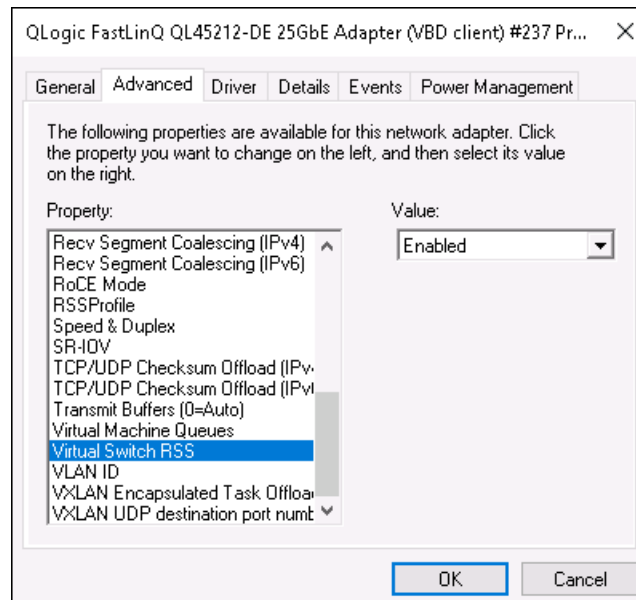 QLogic FastLinQ QL45212-DE 25GbE Adapter (VBD client) #237 Pr...
General Advanced Driver Details Events Power Management
The following properties are available for this network adapter. Click
the property you want to change on the left, and then select its value
on the right.
Property:
Value:
Recv Segment Coalescing (IPv4)
Enabled
Recv Segment Coalescing (IPv6)
RoCE Mode
RSSProfile
Speed & Duplex
SR-IOV
TCP/UDP Checksum Offload (IPv
TCP/UDP Checksum Offload (IPv
Transmit Buffers (0=Auto)
Virtual Machine Queues
Virtual Switch RSS
VLAN ID
VXLAN Encapsulated Task Offloa
VXLAN UDP destination port numb
OK
Cancel